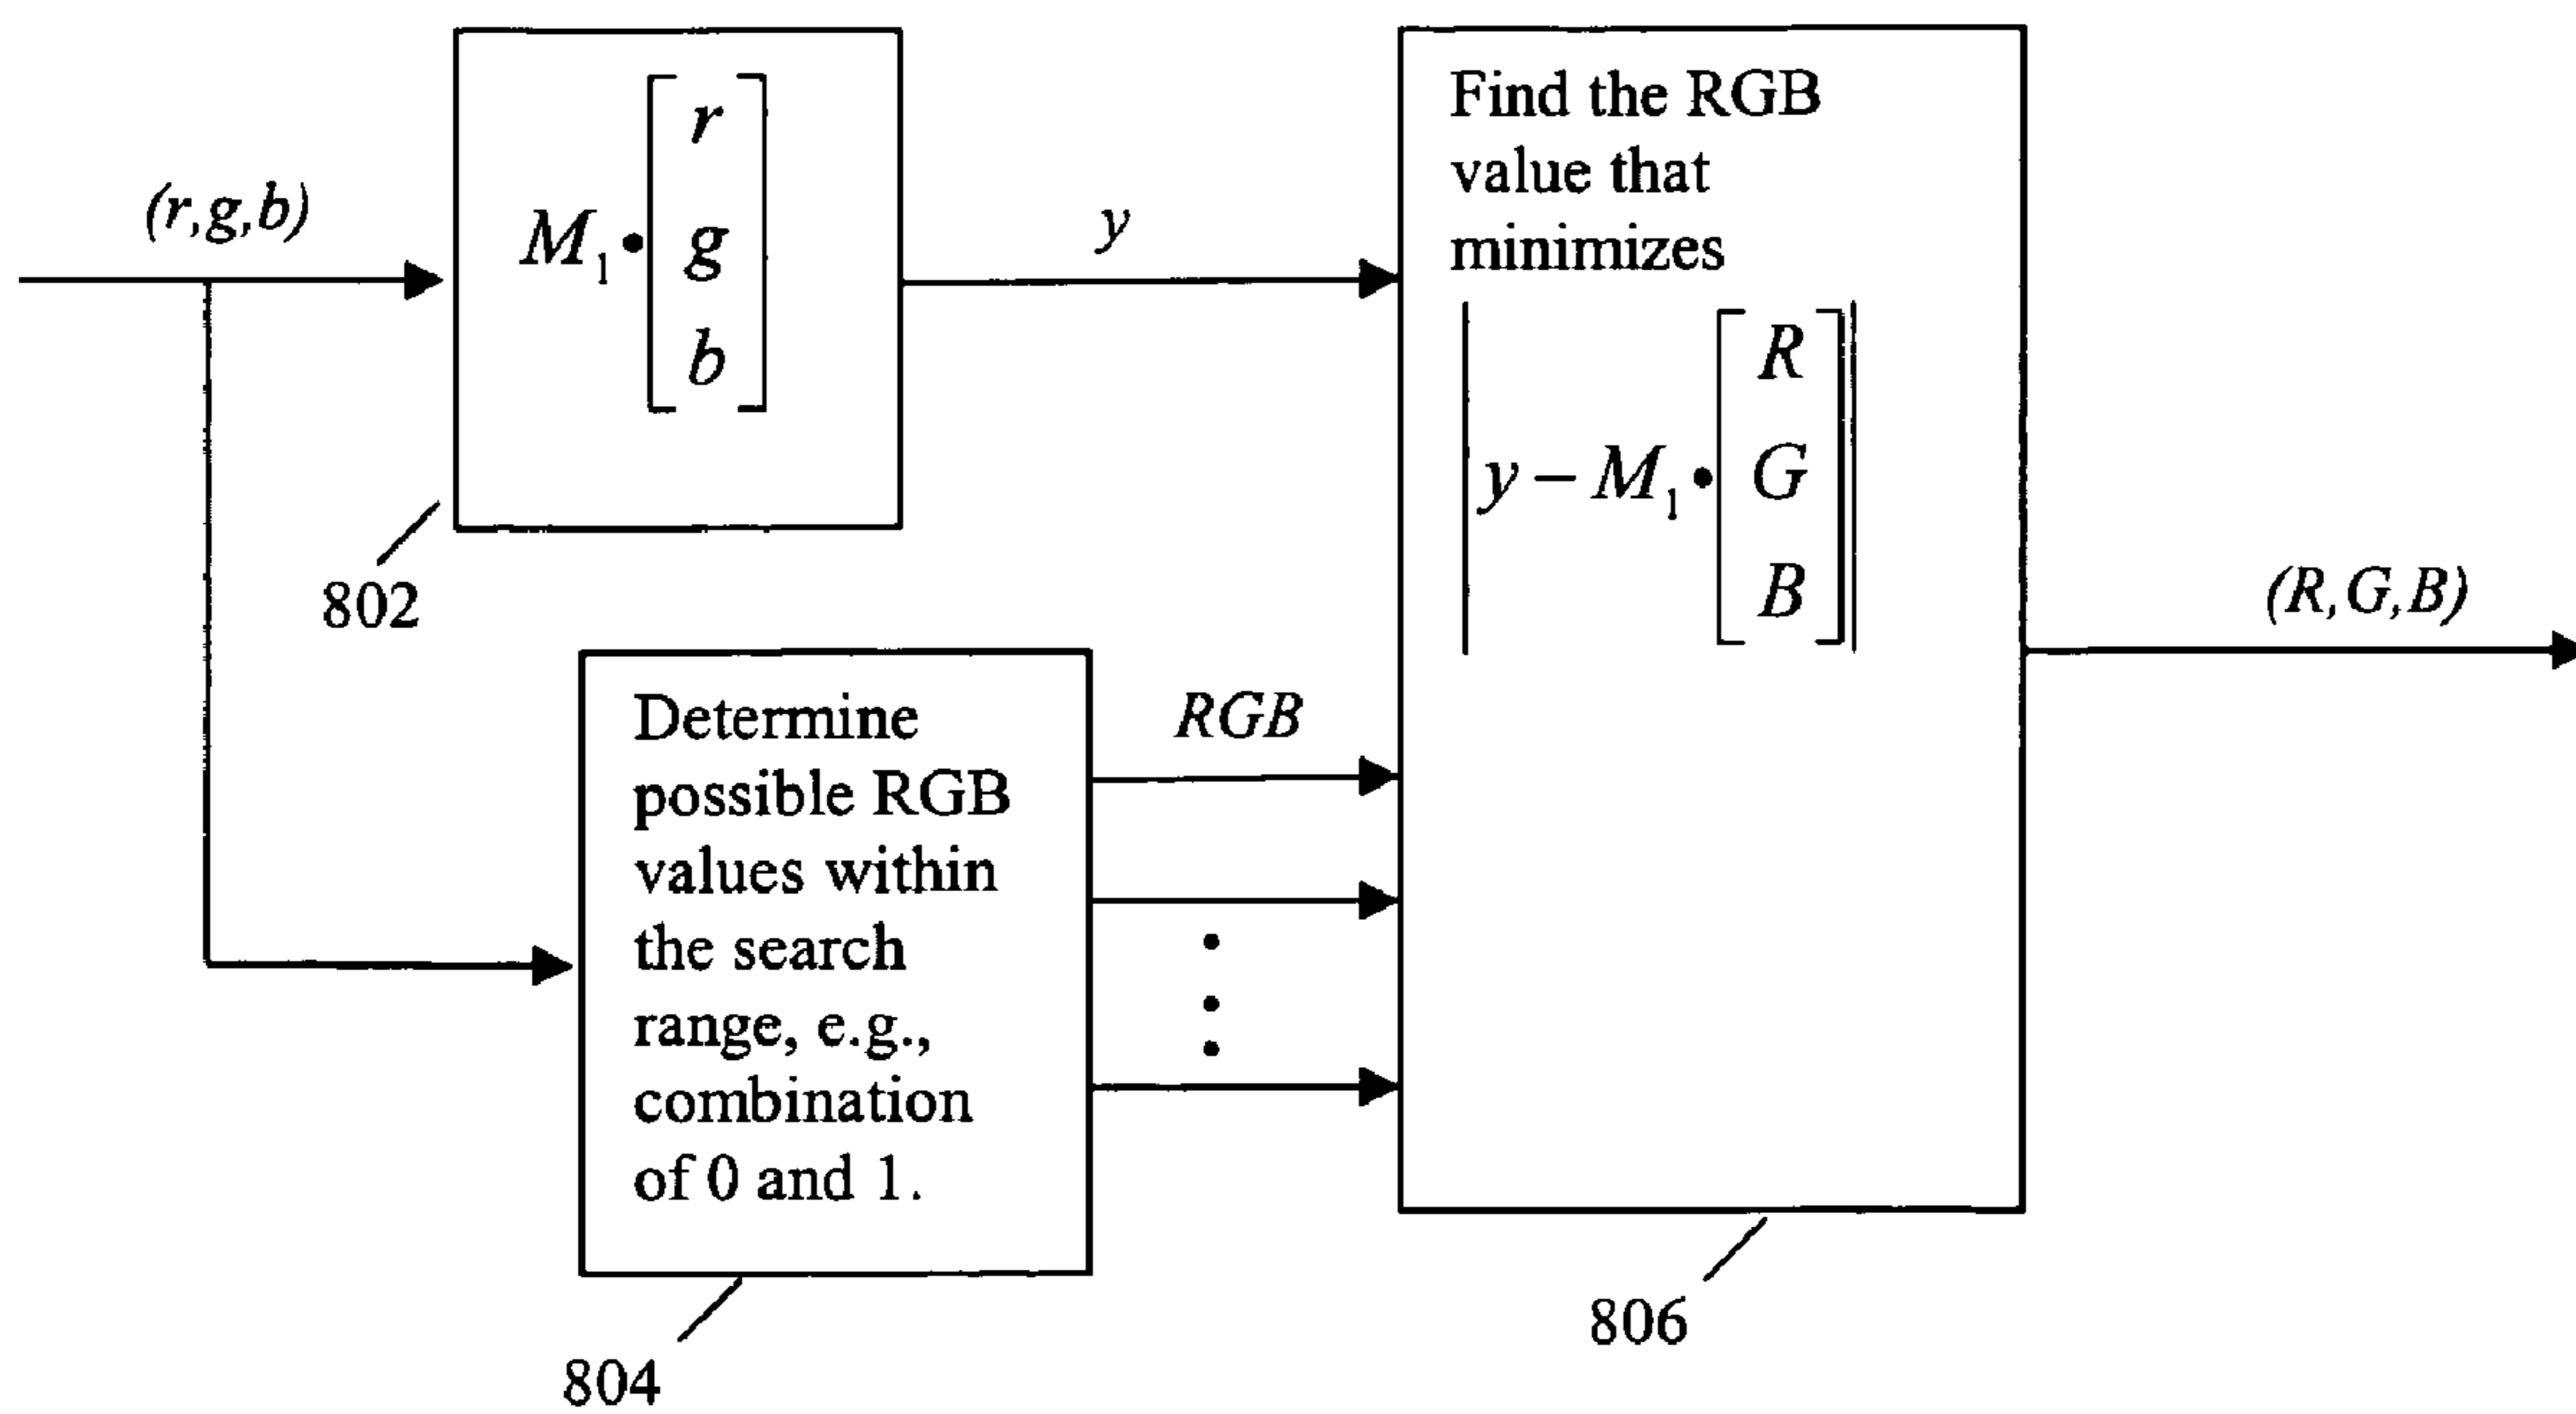 (r,g,b)
M₁•[r
g
b]
y
802
Find the RGB
value that
minimizes
|y – M₁•[R
G
B]|
(R,G,B)
Determine
possible RGB
values within
the search
range, e.g.,
combination
of 0 and 1.
RGB
804
806